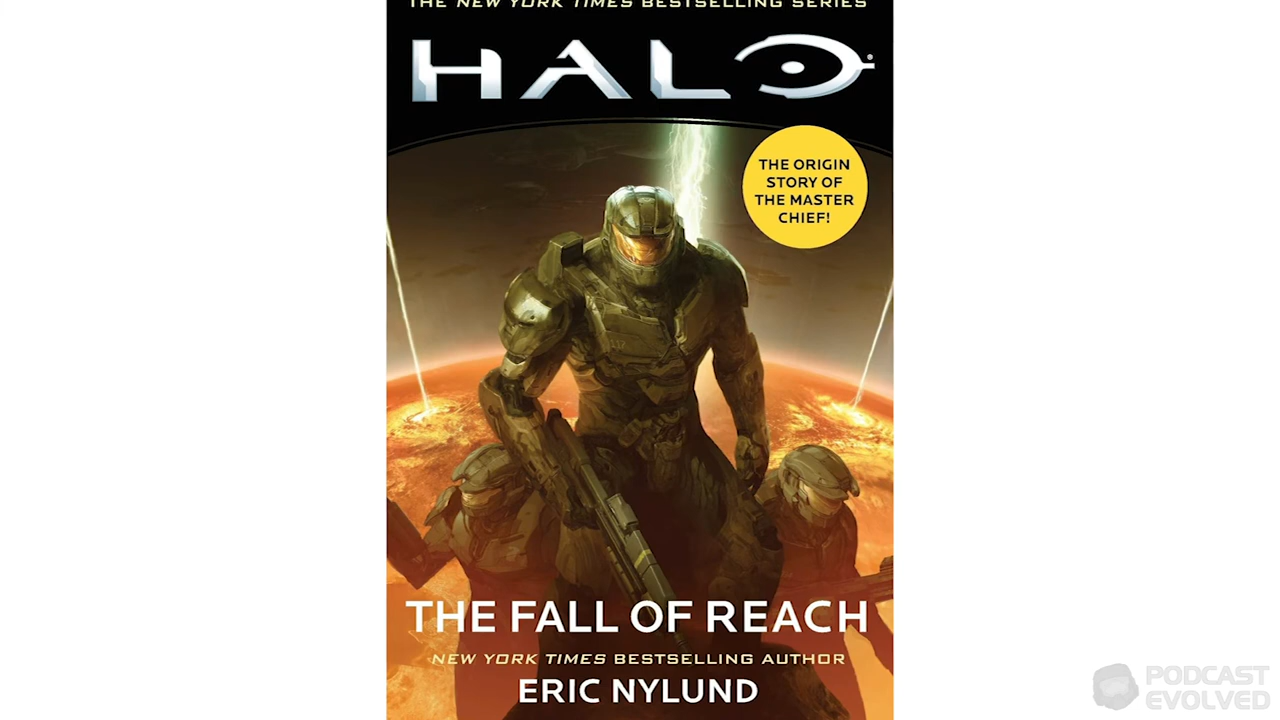 THE NEW YORK TIMES BESTSELLING SERIES
HALO®
THE ORIGIN
STORY OF
THE MASTER
CHIEF!
117
THE FALL OF REACH
NEW YORK TIMES BESTSELLING AUTHOR
ERIC NYLUND
PODCAST
EVOLVED